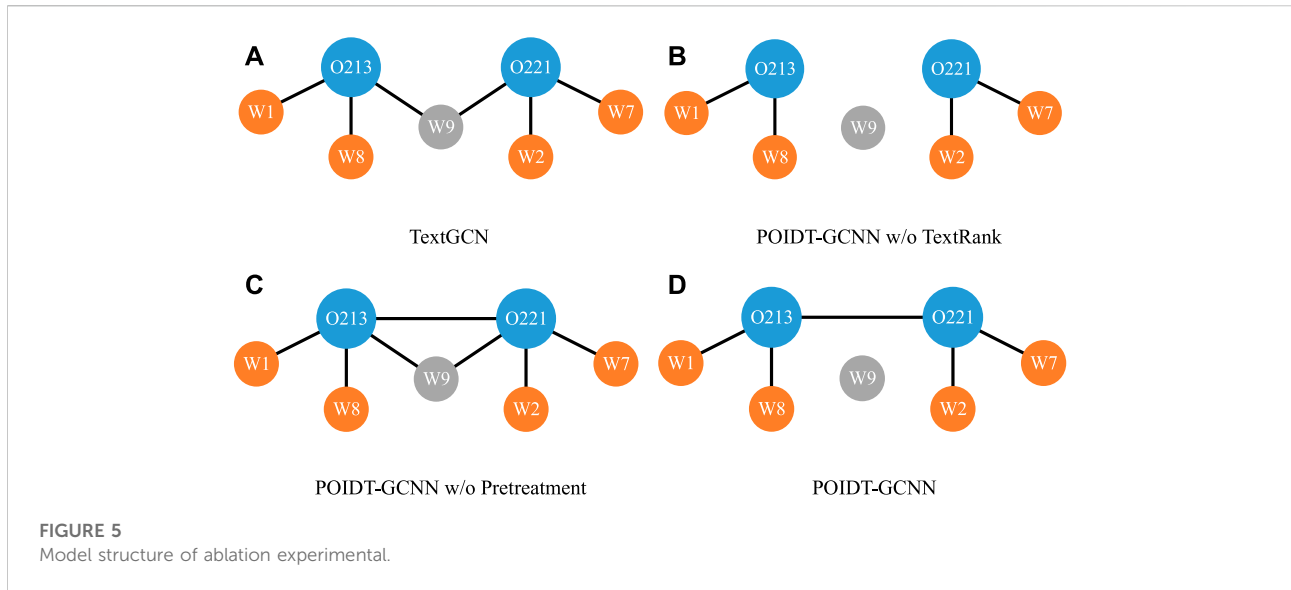 A
O213
O221
W1
W9
W7
W8
W2
TextGCN
B
O213
O221
W1
W9
W7
W8
W2
POIDT-GCNN w/o TextRank
C
O213
O221
W1
W9
W7
W8
W2
POIDT-GCNN w/o Pretreatment
D
O213
O221
W1
W9
W7
W8
W2
POIDT-GCNN
FIGURE 5
Model structure of ablation experimental.